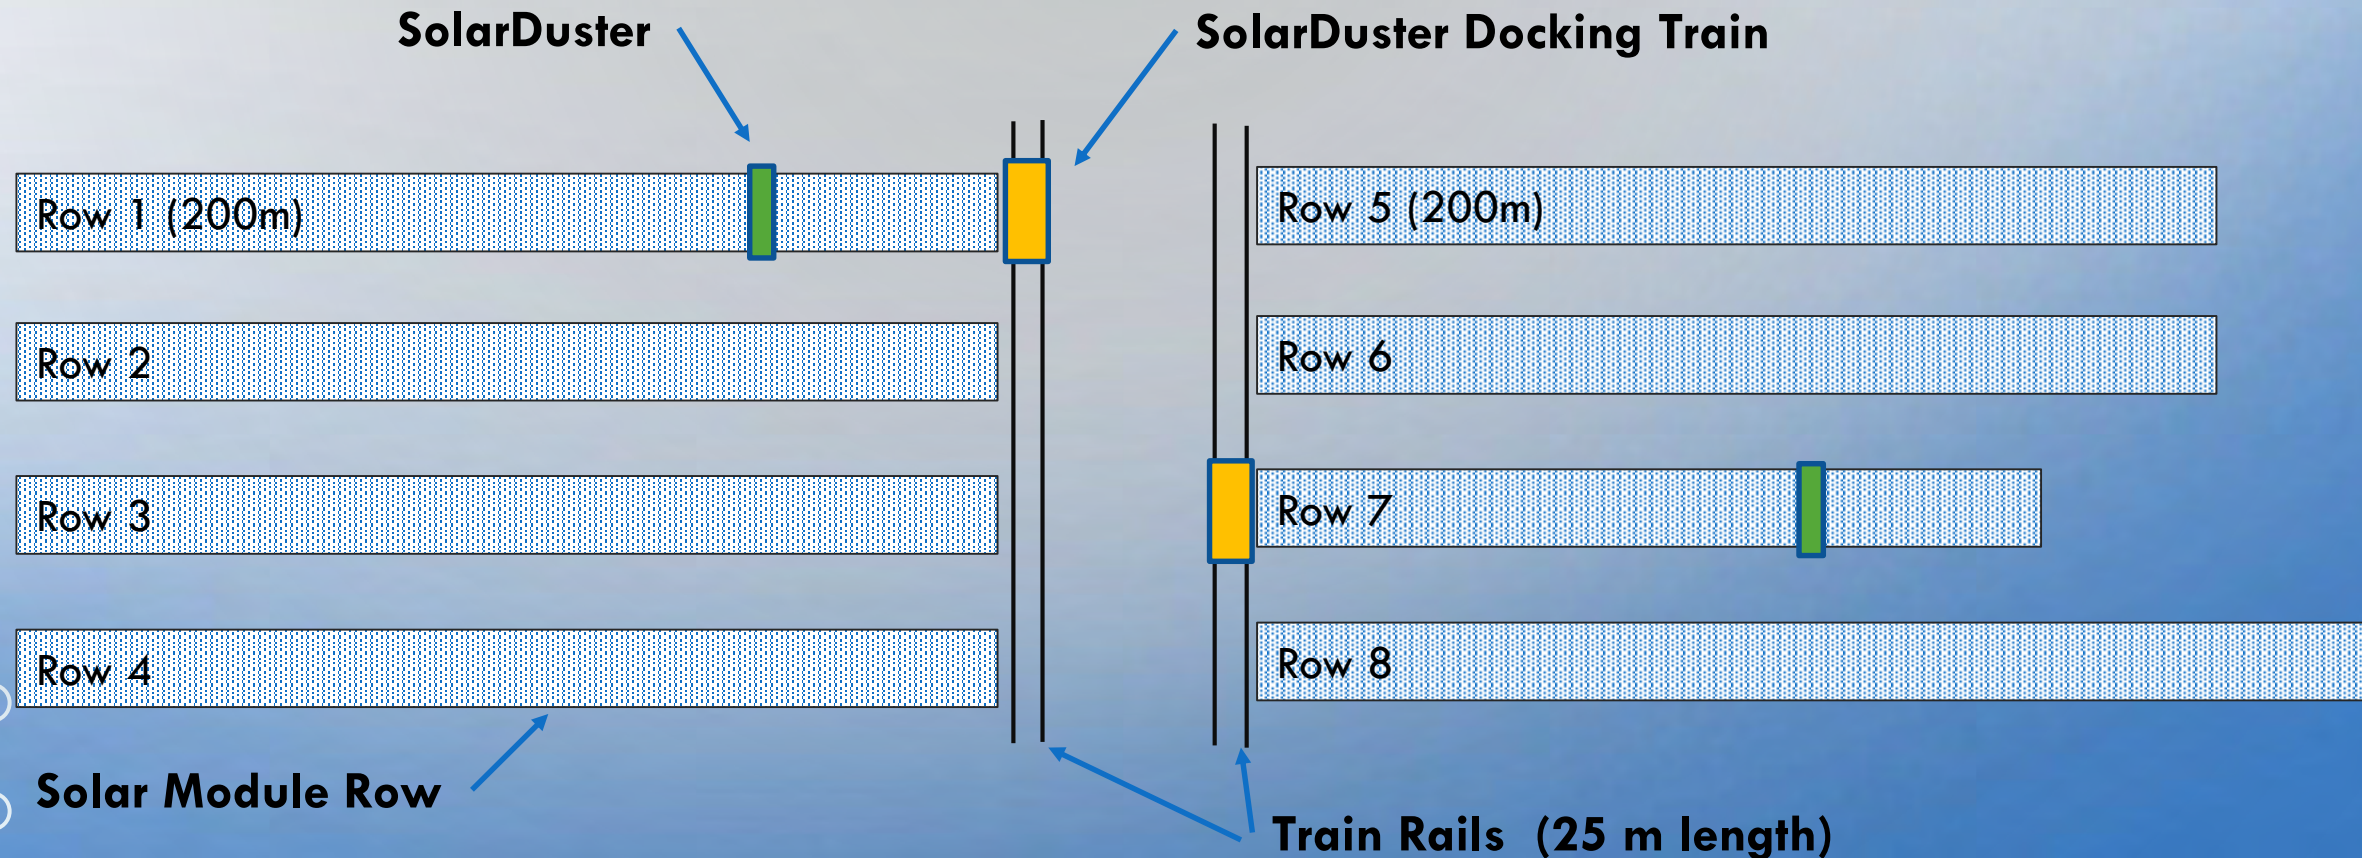 SolarDuster
SolarDuster Docking Train
Row 1 (200m)
Row 5 (200m)
Row 2
Row 6
Row 3
Row 7
Row 4
Row 8
Solar Module Row
Train Rails  (25 m length)